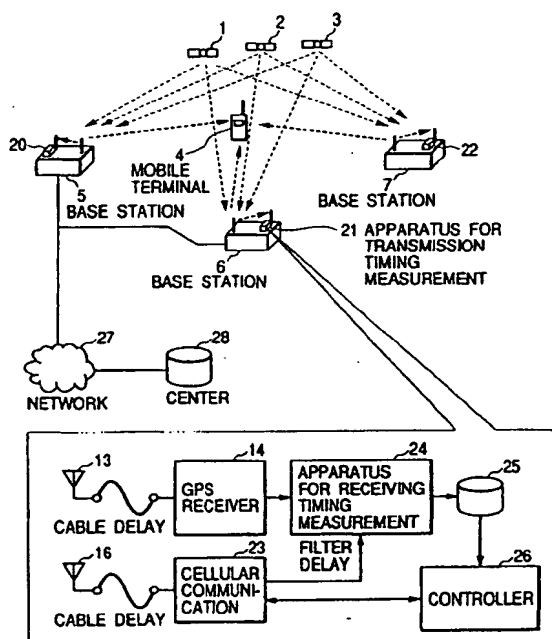 1
2
3
20
4
MOBILE
TERMINAL
22
5
BASE STATION
7
BASE STATION
21 APPARATUS FOR
TRANSMISSION
TIMING
MEASUREMENT
6
BASE STATION
27
28
NETWORK
CENTER
13
CABLE DELAY
14
GPS
RECEIVER
24
APPARATUS
FOR RECEIVING
TIMING
MEASUREMENT
25
16
CABLE DELAY
23
CELLULAR
COMMUNI-
CATION
FILTER
DELAY
26
CONTROLLER